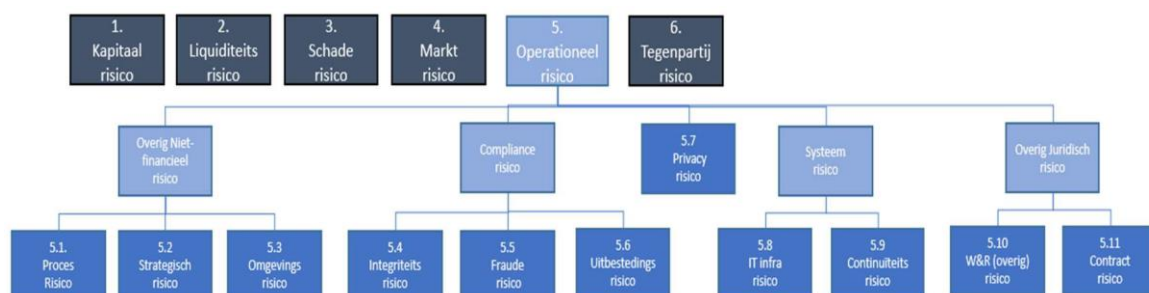 1.
Kapitaal
risico
2.
Liquiditeits
risico
3.
Schade
risico
4.
Markt
risico
5.
Operationeel
risico
6.
Tegenpartij
risico
Overig Niet-
financieel
risico
Compliance
risico
5.7
Privacy
risico
Systeem
risico
Overig Juridisch
risico
5.1.
Proces
Risico
5.2
Strategisch
risico
5.3
Omgevings
risico
5.4
Integriteits
risico
5.5
Fraude
risico
5.6
Uitbestedings
risico
5.8
IT infra
risico
5.9
Continuïteits
risico
5.10
W&R (overig)
risico
5.11
Contract
risico